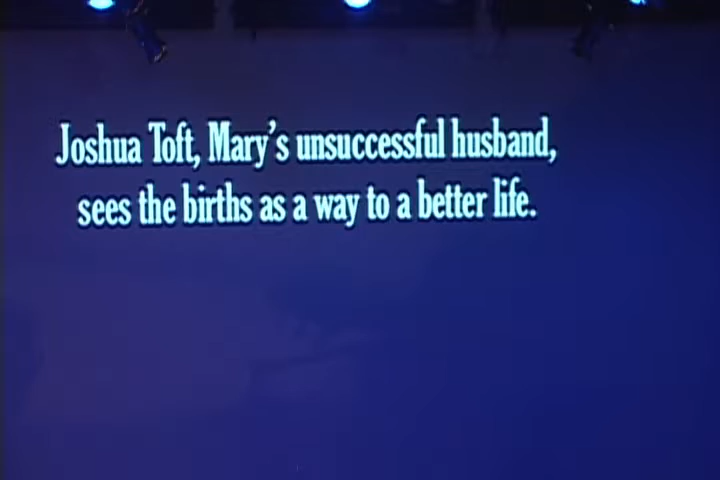 Joshua Toft, Mary's unsuccessful husband,
sees the births as a way to a better life.